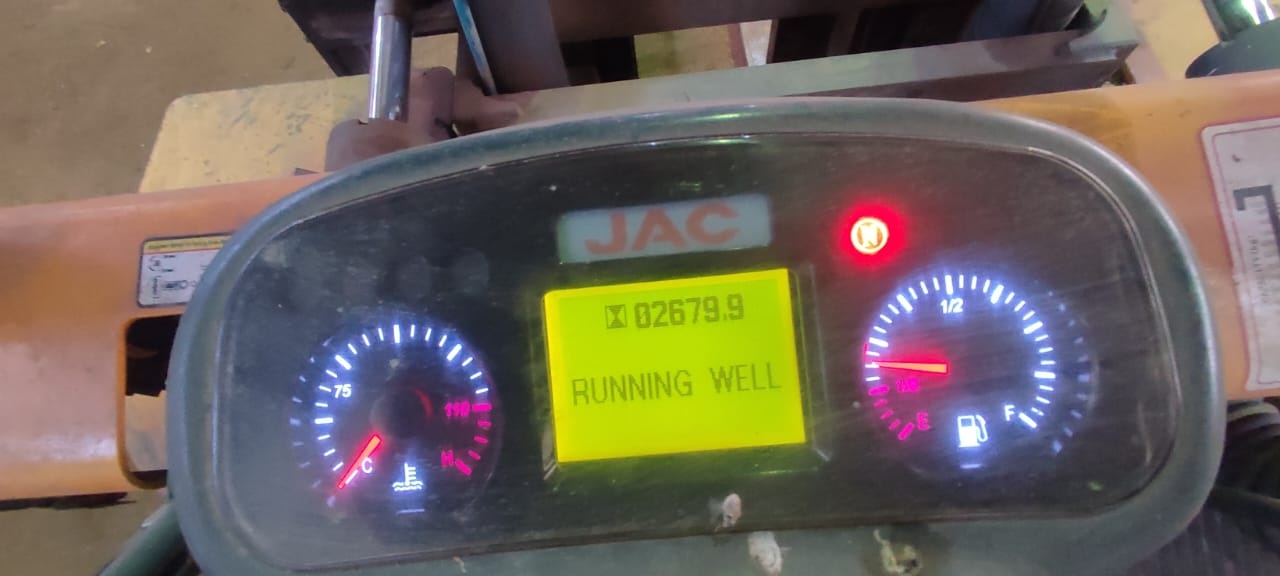 JAC
N
02679.9
RUNNING WELL
1/2
75
110
C
H
E
F